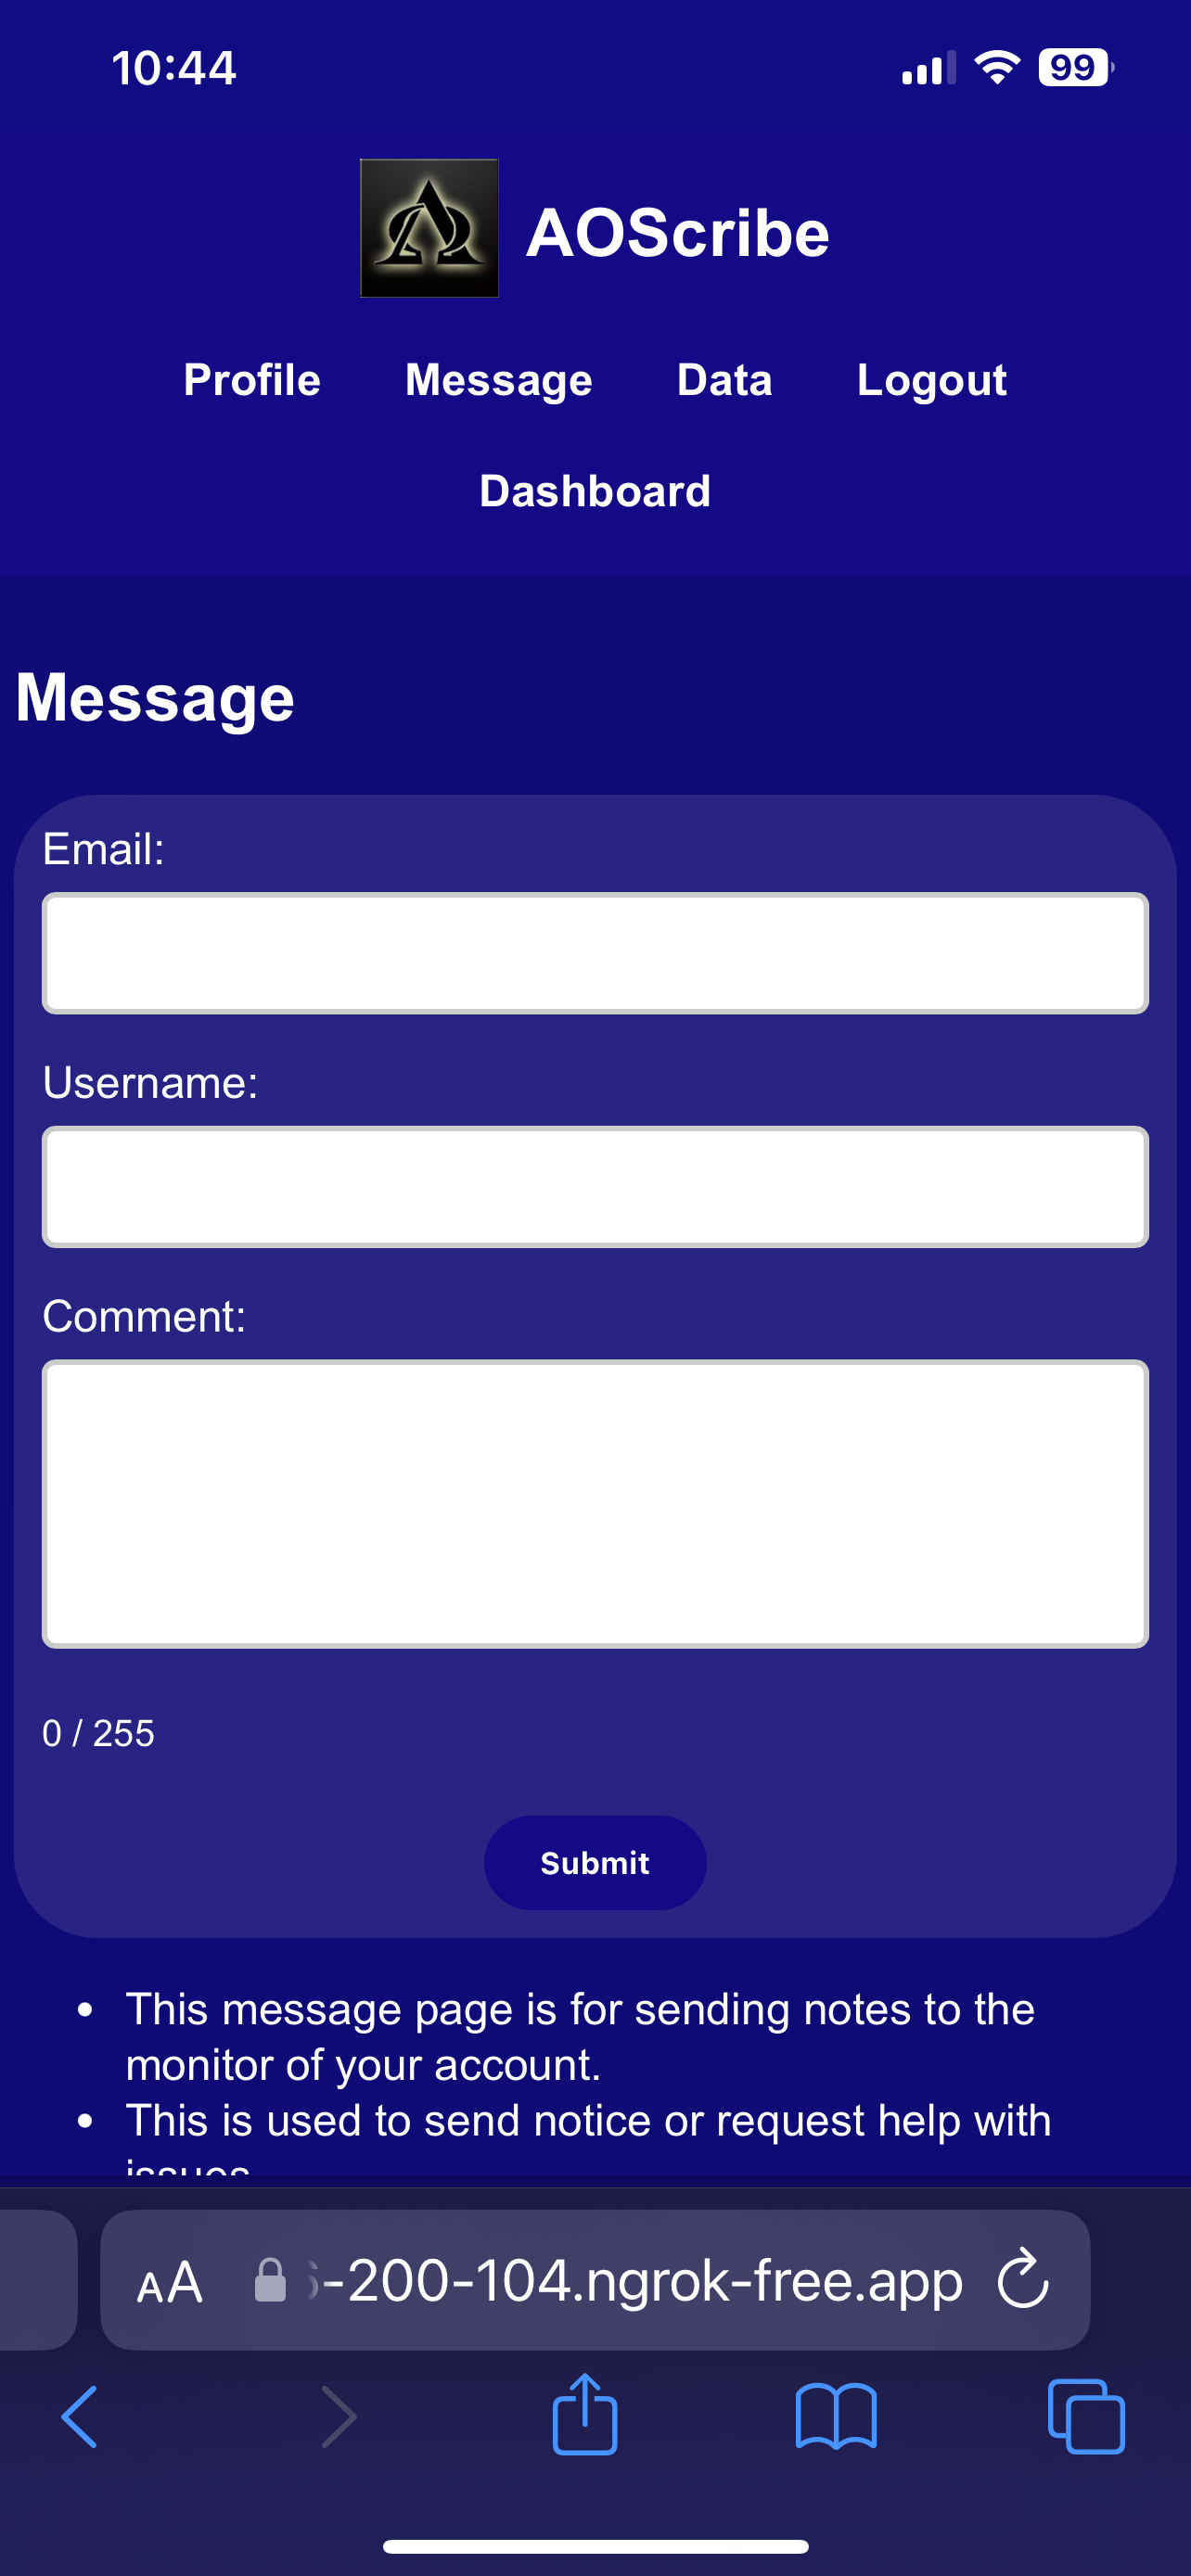 10:44
99
AOScribe
Profile Message Data Logout
Dashboard
Message
Email:
Username:
Comment:
0 / 255
Submit
• This message page is for sending notes to the
monitor of your account.
• This is used to send notice or request help with
issues
AA -200-104.ngrok-free.app